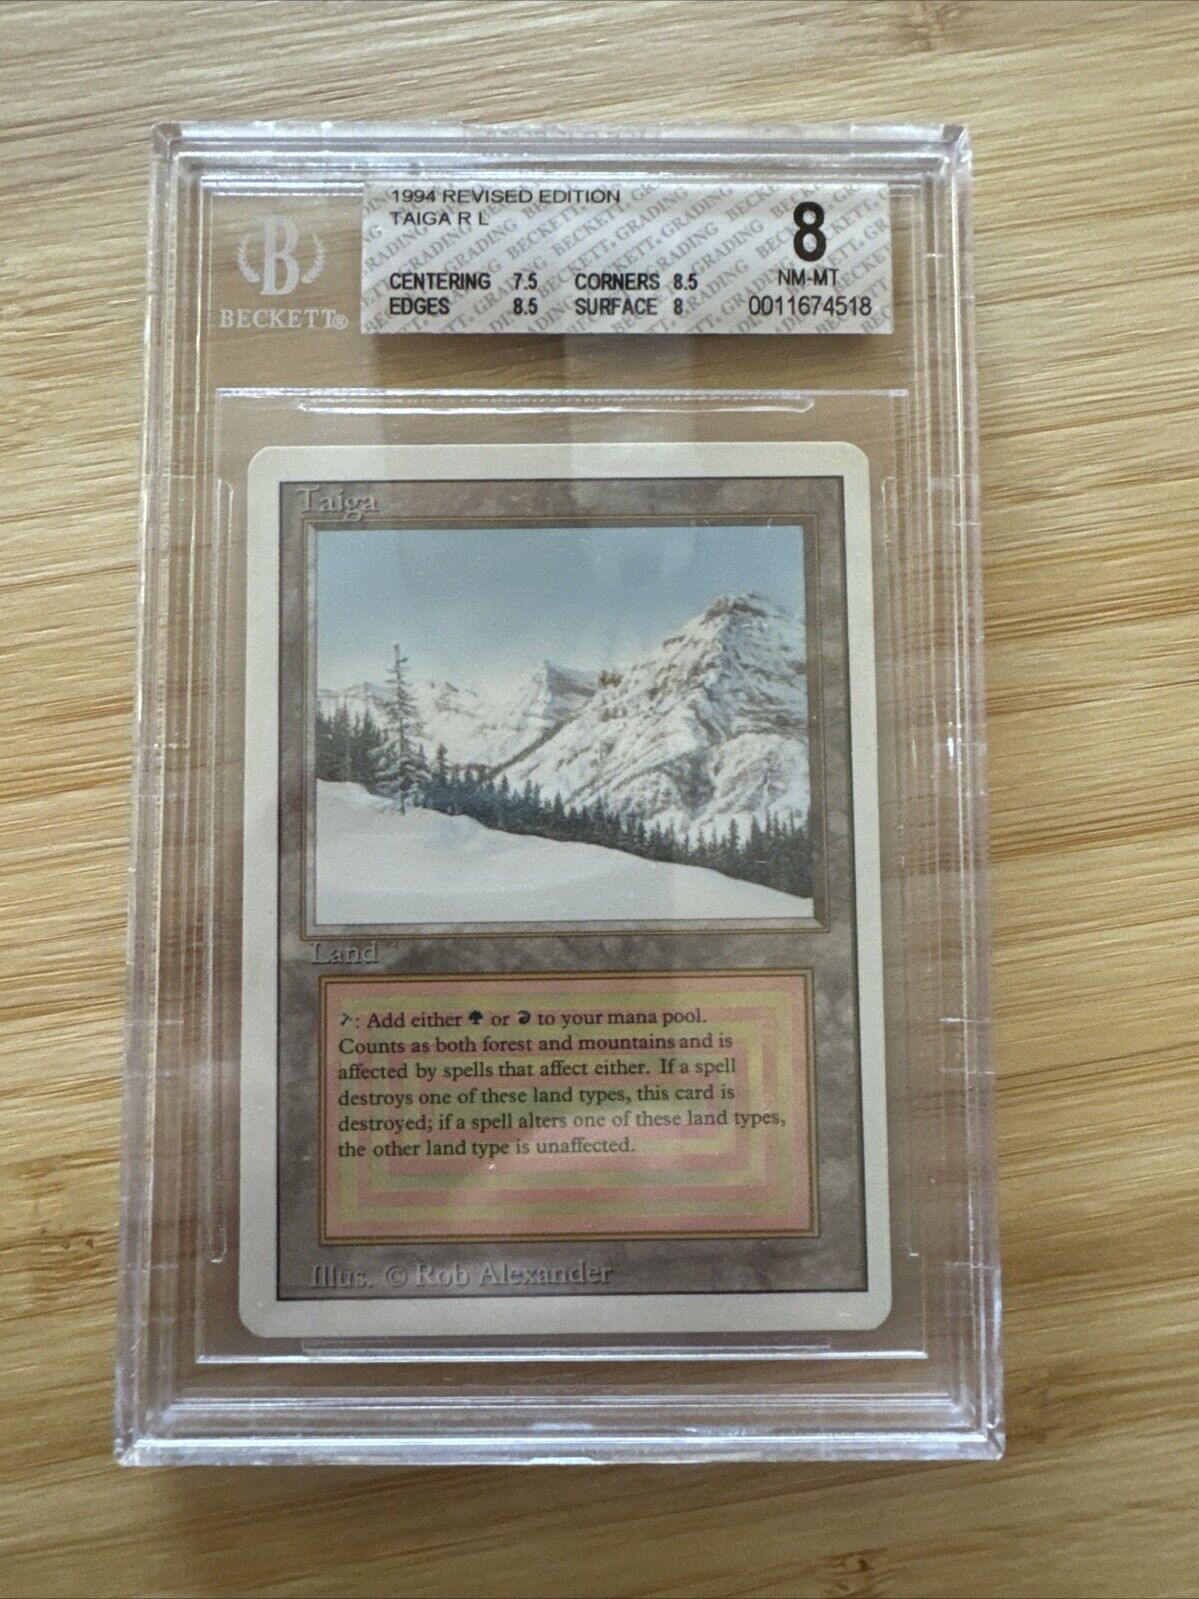 1994 REVISED EDITION
TAIGA R L
8
CENTERING 7.5 CORNERS 8.5 NM-MT
EDGES 8.5 SURFACE 8 0011674518
B
BECKETT®
Taiga
Land
: Add either or to your mana pool.
Counts as both forest and mountains and is
affected by spells that affect either. If a spell
destroys one of these land types, this card is
destroyed; if a spell alters one of these land types,
the other land type is unaffected.
Illus. © Rob Alexander